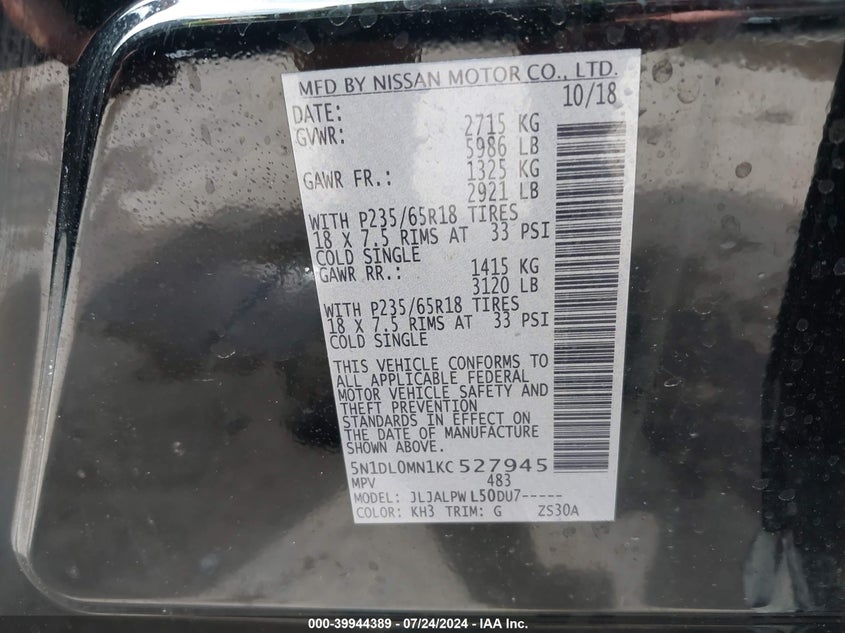 MFD BY NISSAN MOTOR CO., LTD.
DATE: 10/18
GVWR: 2715 KG
5986 LB
GAWR FR.: 1325 KG
2921 LB
WITH P235/65R18 TIRES
18 X 7.5 RIMS AT 33 PSI
COLD SINGLE
GAWR RR.: 1415 KG
3120 LB
WITH P235/65R18 TIRES
18 X 7.5 RIMS AT 33 PSI
COLD SINGLE
THIS VEHICLE CONFORMS TO
ALL APPLICABLE FEDERAL
MOTOR VEHICLE SAFETY AND
THEFT PREVENTION
STANDARDS IN EFFECT ON
THE DATE OF MANUFACTURE
SHOWN ABOVE.
5N1DL0MN1KC527945
MPV 483
MODEL: JLJALPW L50DU7-----
COLOR: KH3 TRIM: G ZS30A
000-39944389 / 07/24/2024 - IAA Inc.